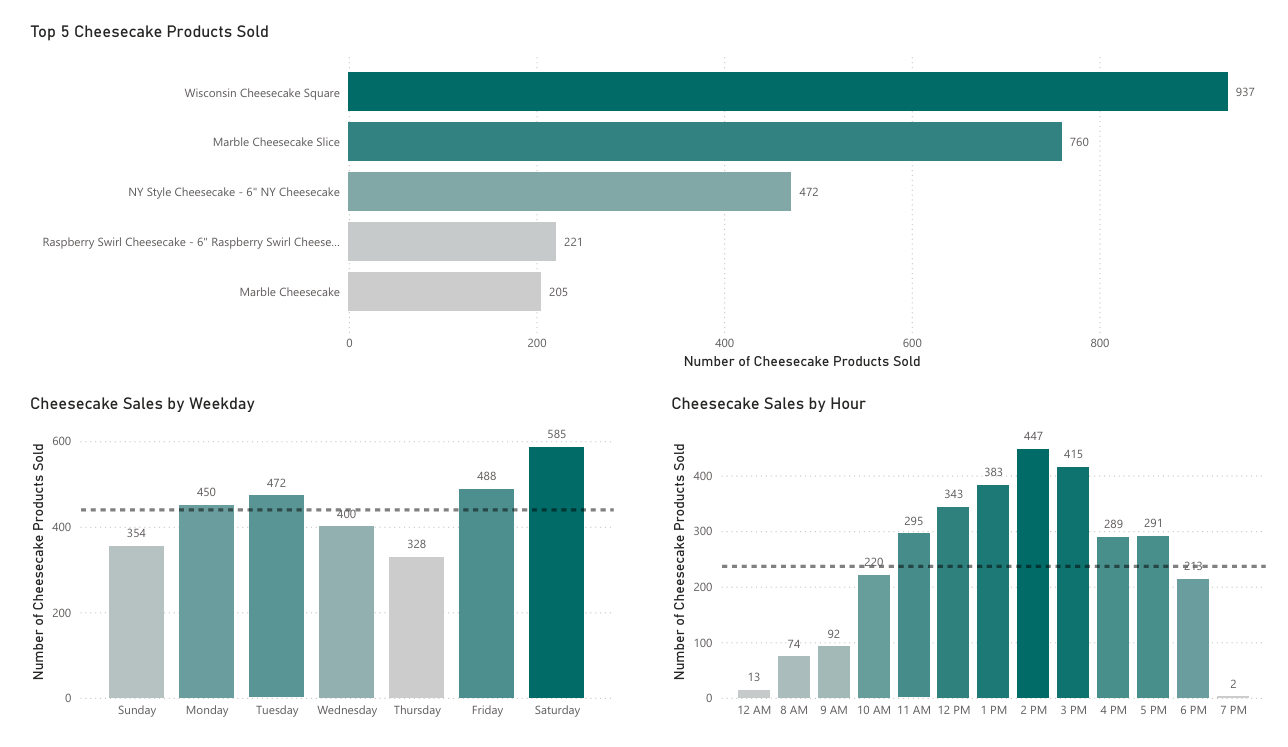 Top 5 Cheesecake Products Sold
Wisconsin Cheesecake Square 937
Marble Cheesecake Slice 760
NY Style Cheesecake - 6" NY Cheesecake 472
Raspberry Swirl Cheesecake - 6" Raspberry Swirl Cheese... 221
Marble Cheesecake 205
0 200 400 600 800
Number of Cheesecake Products Sold
Cheesecake Sales by Weekday
Number of Cheesecake Products Sold
600
400
200
0
354 450 472 400 328 488 585
Sunday Monday Tuesday Wednesday Thursday Friday Saturday
Cheesecake Sales by Hour
Number of Cheesecake Products Sold
400
300
200
100
0
13 74 92 220 295 343 383 447 415 289 291 213 2
12 AM 8 AM 9 AM 10 AM 11 AM 12 PM 1 PM 2 PM 3 PM 4 PM 5 PM 6 PM 7 PM